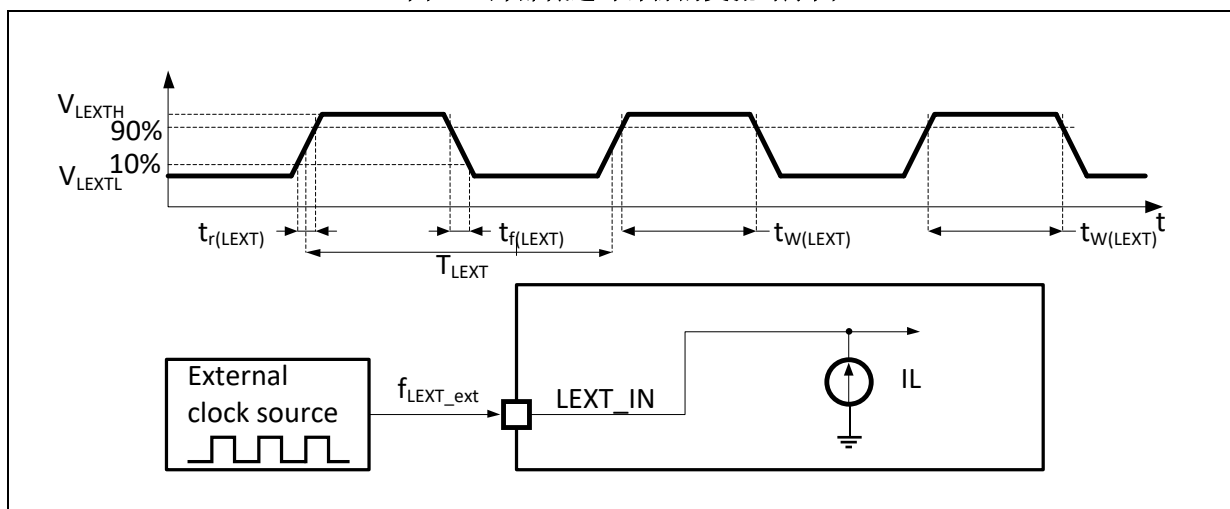 V_LEXTH
90%
10%
V_LEXTL
t
t_r(LEXT)
t_f(LEXT)
t_W(LEXT)
t_W(LEXT)
T_LEXT
External
clock source
f_LEXT_ext
LEXT_IN
IL